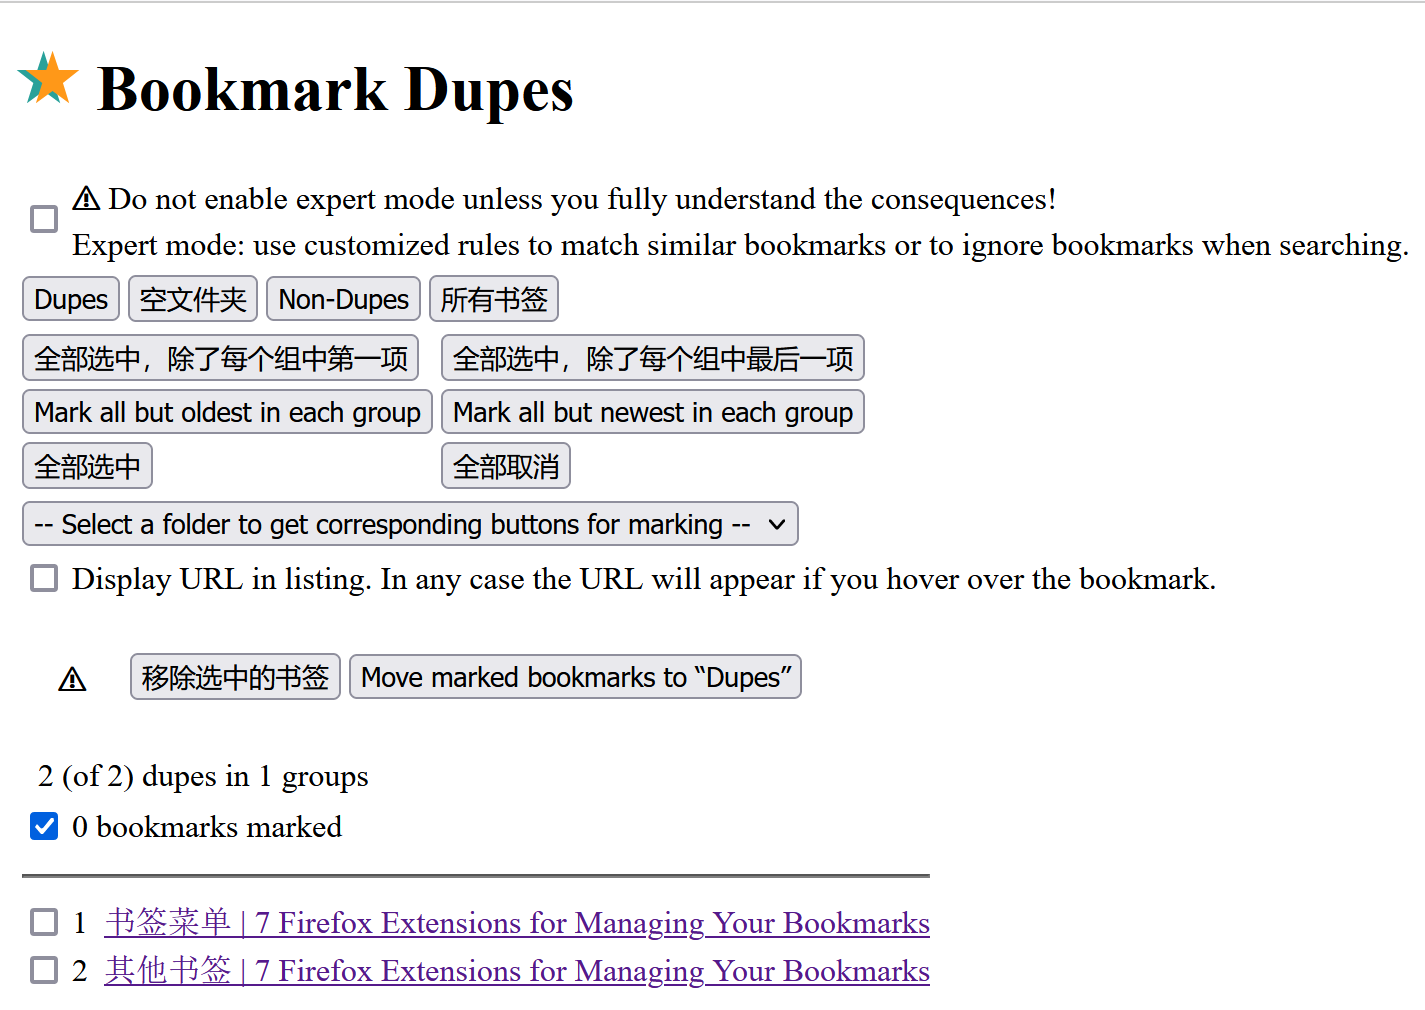 Bookmark Dupes
⚠ Do not enable expert mode unless you fully understand the consequences!
Expert mode: use customized rules to match similar bookmarks or to ignore bookmarks when searching.
Dupes 空文件夹 Non-Dupes 所有书签
全部选中，除了每个组中第一项 全部选中，除了每个组中最后一项
Mark all but oldest in each group Mark all but newest in each group
全部选中 全部取消
-- Select a folder to get corresponding buttons for marking --
Display URL in listing. In any case the URL will appear if you hover over the bookmark.
⚠ 移除选中的书签 Move marked bookmarks to “Dupes”
2 (of 2) dupes in 1 groups
0 bookmarks marked
1 书签菜单 | 7 Firefox Extensions for Managing Your Bookmarks
2 其他书签 | 7 Firefox Extensions for Managing Your Bookmarks